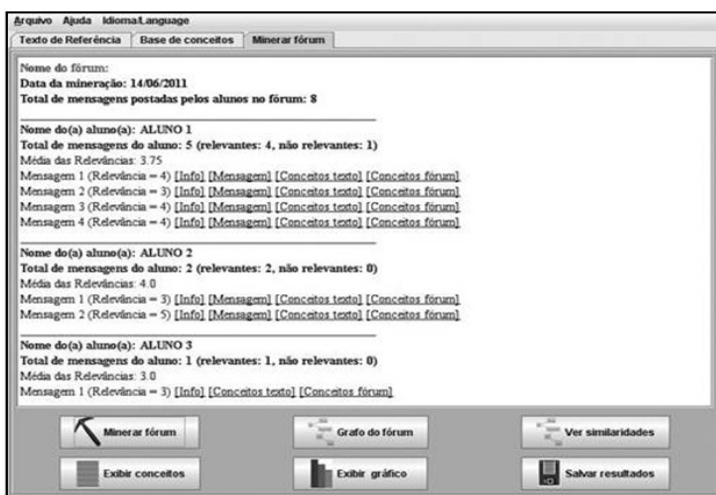 Arquivo Ajuda Idioma/Language
Texto de Referência Base de conceitos Minerar fórum
Nome do fórum:
Data da mineração: 14/06/2011
Total de mensagens postadas pelos alunos no fórum: 8
Nome do(a) aluno(a): ALUNO 1
Total de mensagens do aluno: 5 (relevantes: 4, não relevantes: 1)
Média das Relevâncias: 3.75
Mensagem 1 (Relevância = 4) [Info] [Mensagem] [Conceitos texto] [Conceitos fórum]
Mensagem 2 (Relevância = 3) [Info] [Mensagem] [Conceitos texto] [Conceitos fórum]
Mensagem 3 (Relevância = 4) [Info] [Mensagem] [Conceitos texto] [Conceitos fórum]
Mensagem 4 (Relevância = 4) [Info] [Mensagem] [Conceitos texto] [Conceitos fórum]
Nome do(a) aluno(a): ALUNO 2
Total de mensagens do aluno: 2 (relevantes: 2, não relevantes: 0)
Média das Relevâncias: 4.0
Mensagem 1 (Relevância = 3) [Info] [Mensagem] [Conceitos texto] [Conceitos fórum]
Mensagem 2 (Relevância = 5) [Info] [Mensagem] [Conceitos texto] [Conceitos fórum]
Nome do(a) aluno(a): ALUNO 3
Total de mensagens do aluno: 1 (relevantes: 1, não relevantes: 0)
Média das Relevâncias: 3.0
Mensagem 1 (Relevância = 3) [Info] [Conceitos texto] [Conceitos fórum]
Minerar fórum Grafo do fórum Ver similaridades
Exibir conceitos Exibir gráfico Salvar resultados